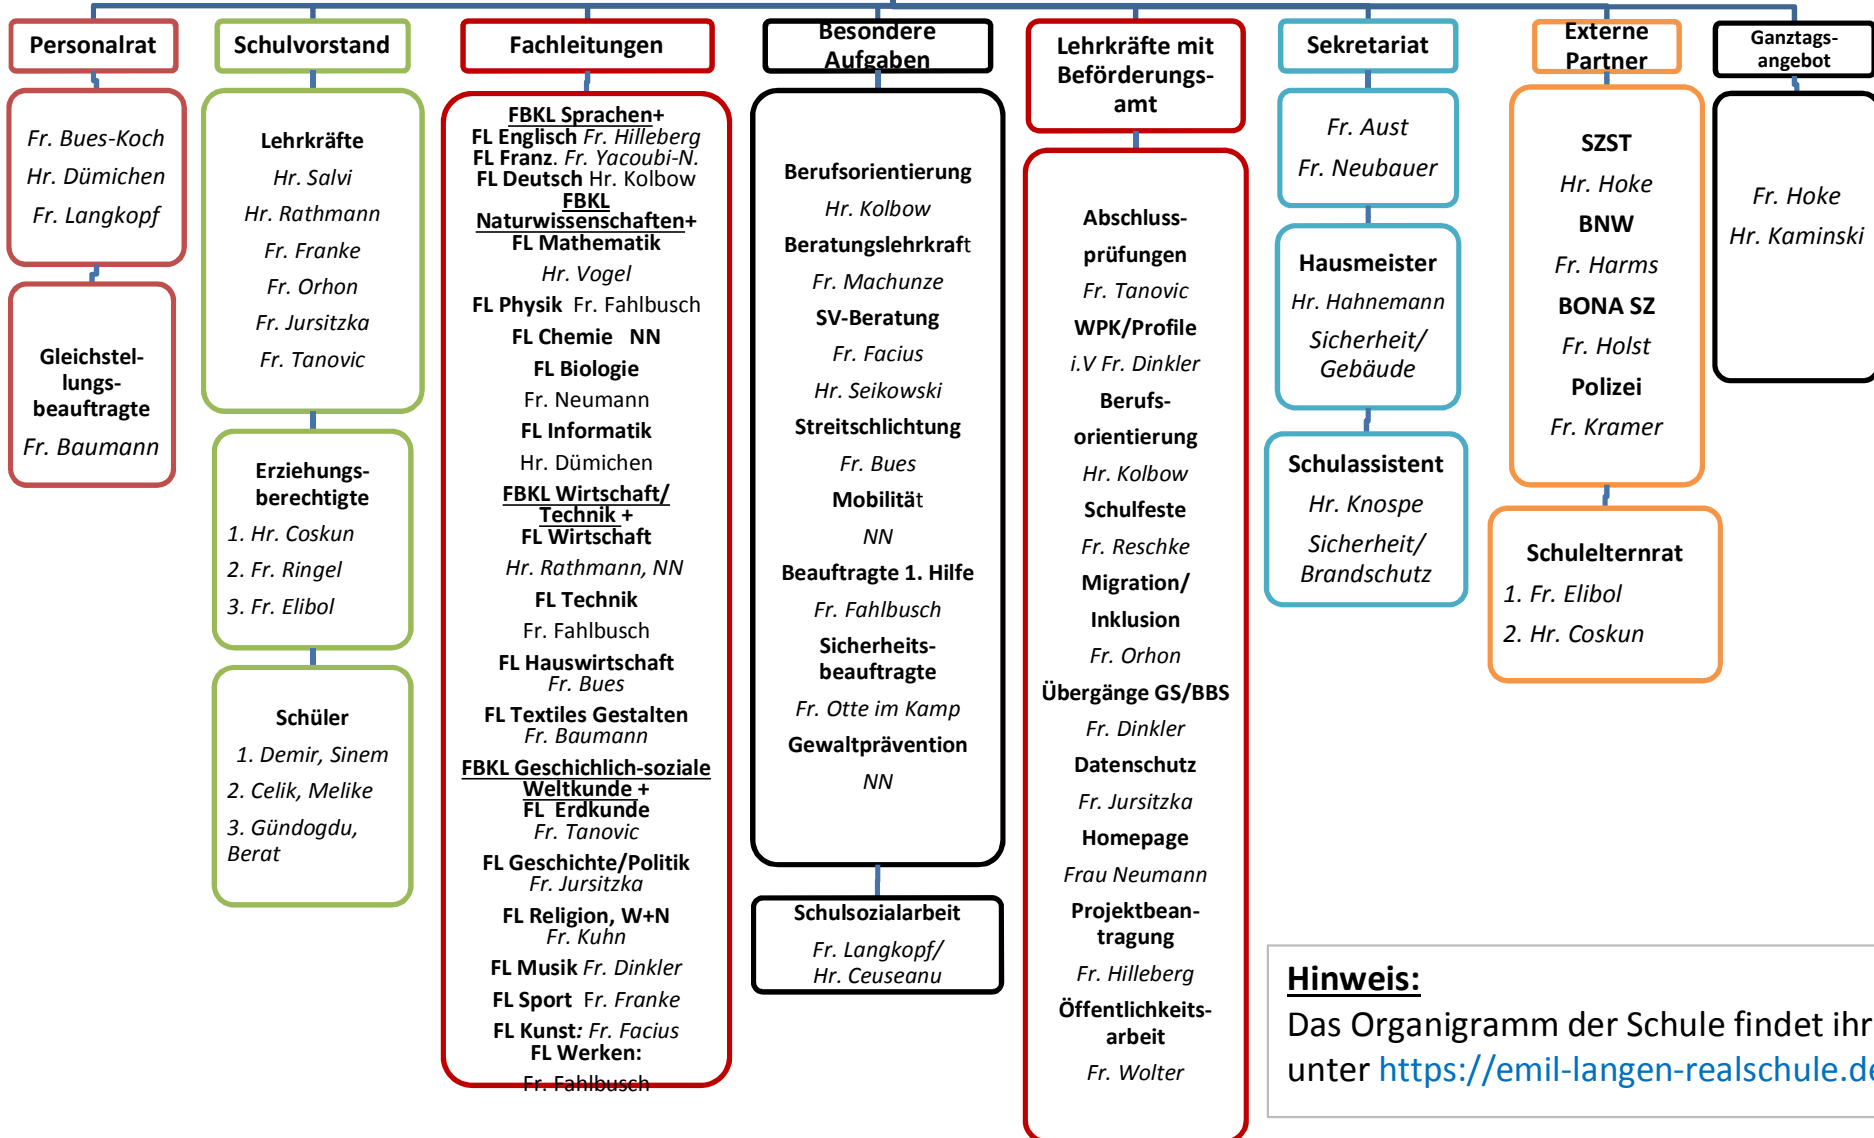 Personalrat
Fr. Bues-Koch
Hr. Dümichen
Fr. Langkopf
Gleichstel-
lungs-
beauftragte
Fr. Baumann
Schulvorstand
Lehrkräfte
Hr. Salvi
Hr. Rathmann
Fr. Franke
Fr. Orhon
Fr. Jursitzka
Fr. Tanovic
Erziehungs-
berechtigte
1. Hr. Coskun
2. Fr. Ringel
3. Fr. Elibol
Schüler
1. Demir, Sinem
2. Celik, Melike
3. Gündogdu,
Berat
Fachleitungen
FBKL Sprachen+
FL Englisch Fr. Hilleberg
FL Franz. Fr. Yacoubi-N.
FL Deutsch Hr. Kolbow
FBKL
Naturwissenschaften+
FL Mathematik
Hr. Vogel
FL Physik Fr. Fahlbusch
FL Chemie NN
FL Biologie
Fr. Neumann
FL Informatik
Hr. Dümichen
FBKL Wirtschaft/
Technik +
FL Wirtschaft
Hr. Rathmann, NN
FL Technik
Fr. Fahlbusch
FL Hauswirtschaft
Fr. Bues
FL Textiles Gestalten
Fr. Baumann
FBKL Geschichlich-soziale
Weltkunde +
FL Erdkunde
Fr. Tanovic
FL Geschichte/Politik
Fr. Jursitzka
FL Religion, W+N
Fr. Kuhn
FL Musik Fr. Dinkler
FL Sport Fr. Franke
FL Kunst: Fr. Facius
FL Werken:
Fr. Fahlbusch
Besondere
Aufgaben
Berufsorientierung
Hr. Kolbow
Beratungslehrkraft
Fr. Machunze
SV-Beratung
Fr. Facius
Hr. Seikowski
Streitschlichtung
Fr. Bues
Mobilität
NN
Beauftragte 1. Hilfe
Fr. Fahlbusch
Sicherheits-
beauftragte
Fr. Otte im Kamp
Gewaltprävention
NN
Schulsozialarbeit
Fr. Langkopf/
Hr. Ceuseanu
Lehrkräfte mit
Beförderungs-
amt
Abschluss-
prüfungen
Fr. Tanovic
WPK/Profile
i.V Fr. Dinkler
Berufs-
orientierung
Hr. Kolbow
Schulfeste
Fr. Reschke
Migration/
Inklusion
Fr. Orhon
Übergänge GS/BBS
Fr. Dinkler
Datenschutz
Fr. Jursitzka
Homepage
Frau Neumann
Projektbean-
tragung
Fr. Hilleberg
Öffentlichkeits-
arbeit
Fr. Wolter
Sekretariat
Fr. Aust
Fr. Neubauer
Hausmeister
Hr. Hahnemann
Sicherheit/
Gebäude
Schulassistent
Hr. Knospe
Sicherheit/
Brandschutz
Externe
Partner
SZST
Hr. Hoke
BNW
Fr. Harms
BONA SZ
Fr. Holst
Polizei
Fr. Kramer
Schulelternrat
1. Fr. Elibol
2. Hr. Coskun
Ganztags-
angebot
Fr. Hoke
Hr. Kaminski
Hinweis:
Das Organigramm der Schule findet ihr
unter https://emil-langen-realschule.de